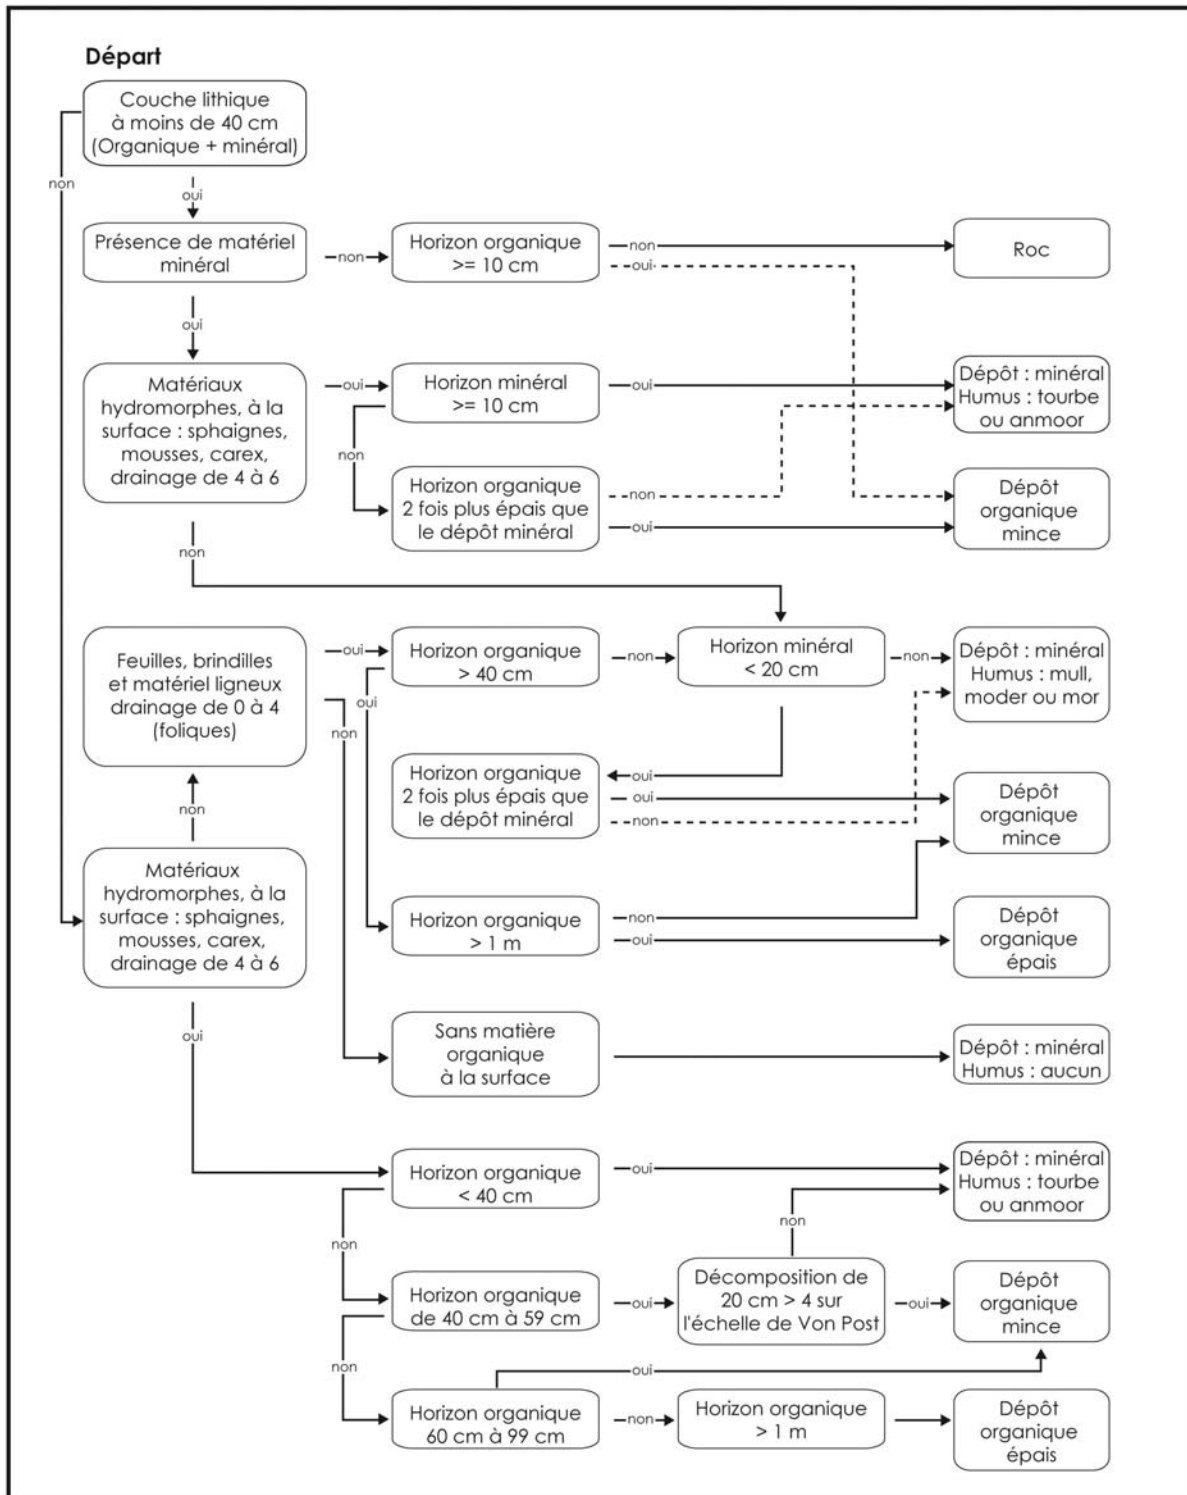 Départ
Couche lithique
à moins de 40 cm
(Organique + minéral)
non
oui
Présence de matériel
minéral
non
Horizon organique
>= 10 cm
non
oui
Roc
oui
Matériaux
hydromorphes, à la
surface : sphaignes,
mousses, carex,
drainage de 4 à 6
oui
Horizon minéral
>= 10 cm
oui
Dépôt : minéral
Humus : tourbe
ou anmoor
non
Horizon organique
2 fois plus épais que
le dépôt minéral
non
oui
Dépôt
organique
mince
non
Feuilles, brindilles
et matériel ligneux
drainage de 0 à 4
(foliques)
oui
non
Horizon organique
> 40 cm
non
oui
Horizon minéral
< 20 cm
non
Dépôt : minéral
Humus : mull,
moder ou mor
oui
Horizon organique
2 fois plus épais que
le dépôt minéral
oui
non
Dépôt
organique
mince
non
Matériaux
hydromorphes, à la
surface : sphaignes,
mousses, carex,
drainage de 4 à 6
Horizon organique
> 1 m
non
oui
Dépôt
organique
épais
oui
Sans matière
organique
à la surface
Dépôt : minéral
Humus : aucun
Horizon organique
< 40 cm
oui
Dépôt : minéral
Humus : tourbe
ou anmoor
non
non
Horizon organique
de 40 cm à 59 cm
oui
Décomposition de
20 cm > 4 sur
l'échelle de Von Post
oui
Dépôt
organique
mince
non
oui
Horizon organique
60 cm à 99 cm
non
Horizon organique
> 1 m
Dépôt
organique
épais